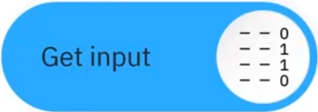 Get input
– – 0
– – 1
– – 1
– – 0